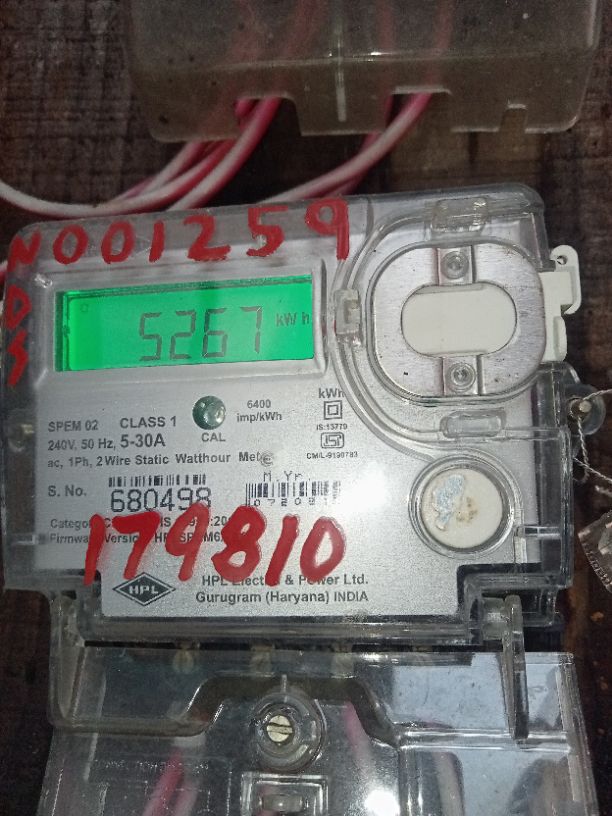 N001259
DS
5267 kWh
SPEM 02 CLASS 1
240V, 50 Hz, 5-30A
ac, 1Ph, 2 Wire Static Watthour
CAL
6400
imp/kWh
kWh
IS:13779
CM/L-9190783
S. No. 680498
M. Yr
179810
HPL
HPL & Power Ltd.
Gurugram (Haryana) INDIA